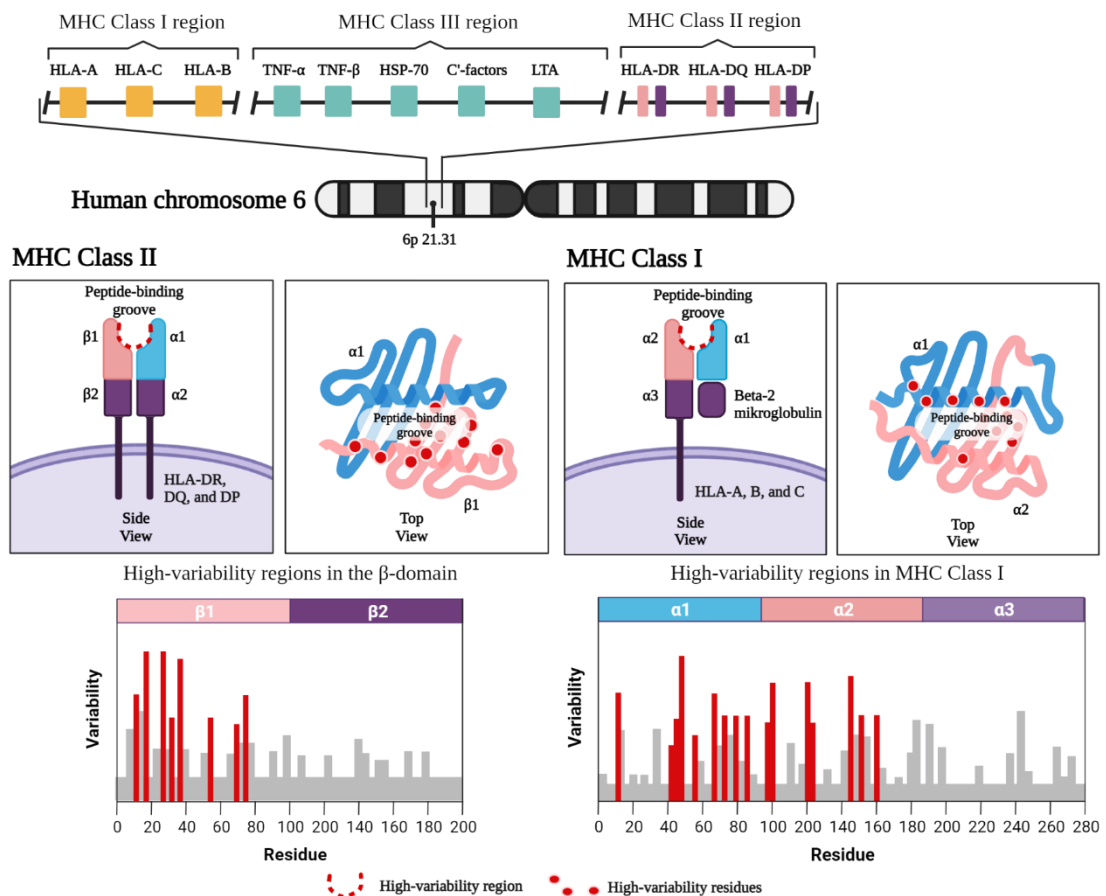 MHC Class I region
MHC Class III region
MHC Class II region
HLA-A
HLA-C
HLA-B
TNF-α
TNF-β
HSP-70
C'-factors
LTA
HLA-DR
HLA-DQ
HLA-DP
Human chromosome 6
6p 21.31
MHC Class II
Peptide-binding
groove
β1
α1
β2
α2
HLA-DR,
DQ, and DP
Side
View
α1
Peptide-binding
groove
β1
Top
View
MHC Class I
Peptide-binding
groove
α2
α1
α3
Beta-2
mikroglobulin
HLA-A, B, and C
Side
View
α1
Peptide-binding
groove
α2
Top
View
High-variability regions in the β-domain
β1
β2
Variability
0 20 40 60 80 100 120 140 160 180 200
Residue
High-variability regions in MHC Class I
α1
α2
α3
Variability
0 20 40 60 80 100 120 140 160 180 200 220 240 260 280
Residue
High-variability region
High-variability residues